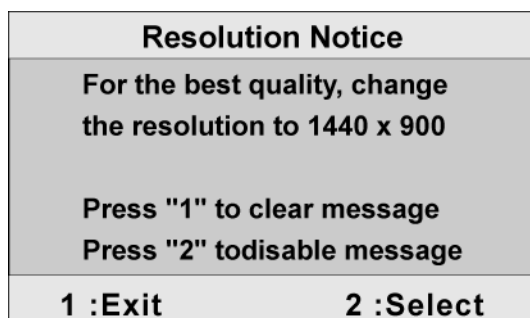 Resolution Notice
For the best quality, change
the resolution to 1440 x 900
Press "1" to clear message
Press "2" todisable message
1 :Exit 2 :Select